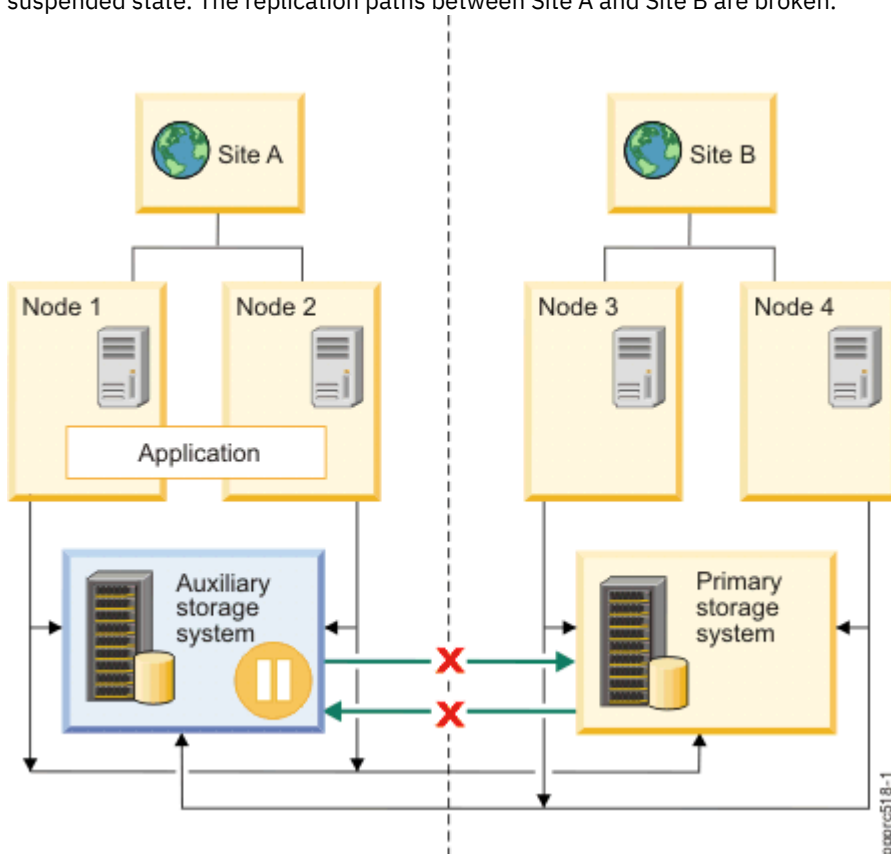 suspended state. The replication paths between Site A and Site B are broken.
Site A
Site B
Node 1
Node 2
Node 3
Node 4
Application
Auxiliary
storage
system
Primary
storage
system
X
X